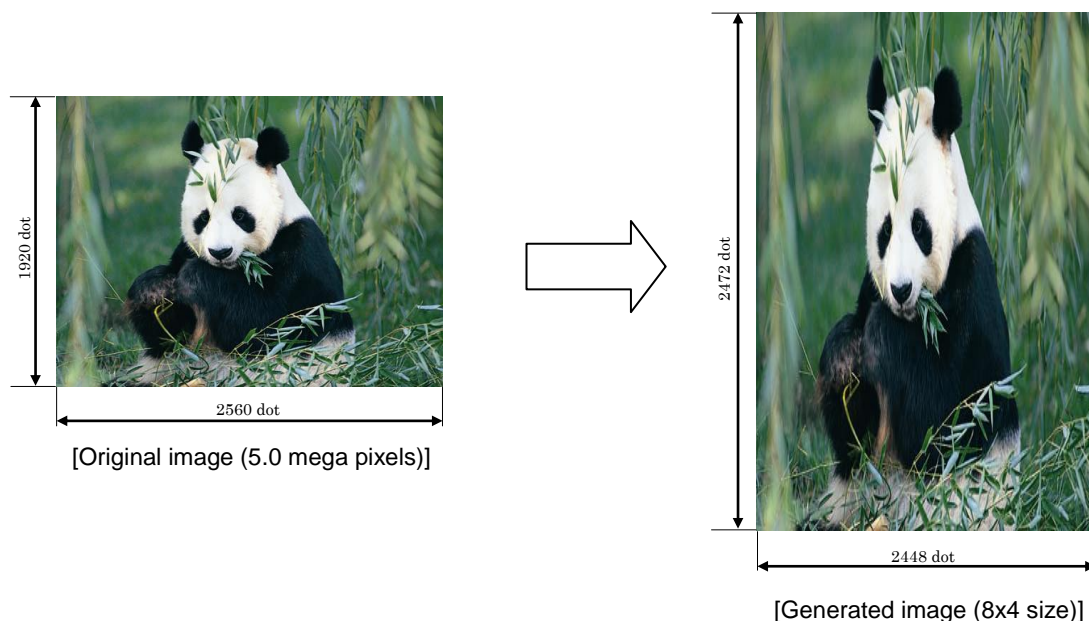 1920 dot
2560 dot
[Original image (5.0 mega pixels)]
2472 dot
2448 dot
[Generated image (8x4 size)]